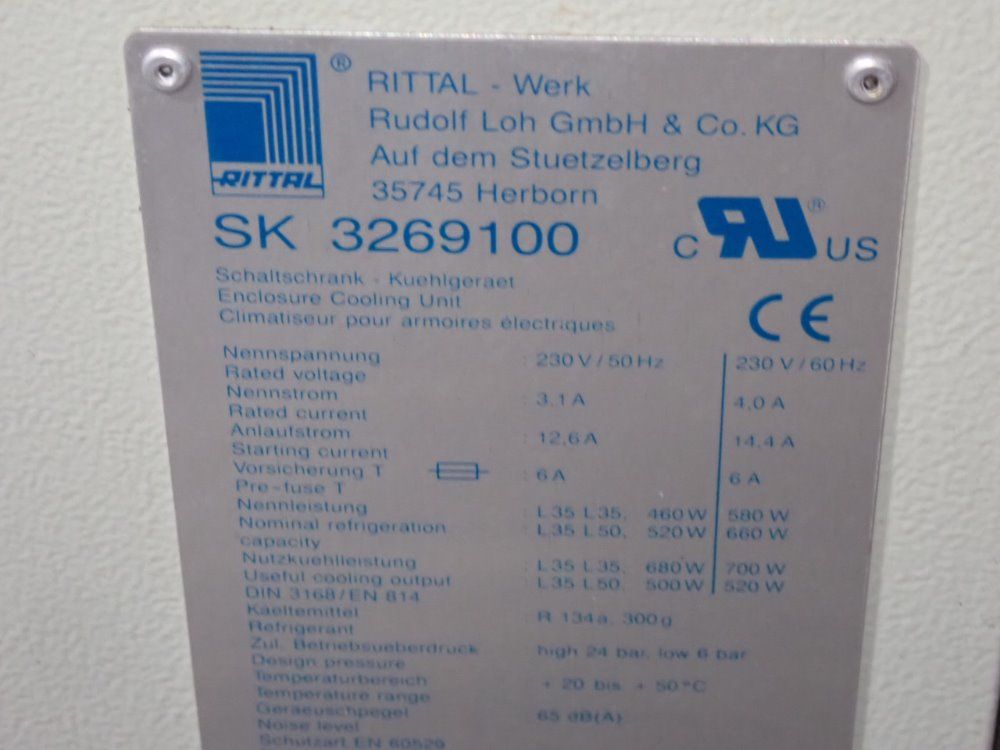 RITTAL ®
RITTAL - Werk
Rudolf Loh GmbH & Co. KG
Auf dem Stuetzelberg
35745 Herborn
SK 3269100
C RU ® US
Schaltschrank - Kuehlgeraet
Enclosure Cooling Unit
Climatiseur pour armoires électriques
CE
Nennspannung : 230 V / 50 Hz 230 V / 60 Hz
Rated voltage
Nennstrom : 3,1 A 4,0 A
Rated current
Anlaufstrom : 12,6 A 14,4 A
Starting current
Vorsicherung T : 6 A 6 A
Pre-fuse T
Nennleistung : L35 L35, 460 W 580 W
Nominal refrigeration : L35 L50, 520 W 660 W
capacity
Nutzkuehlleistung : L35 L35, 680 W 700 W
Useful cooling output : L35 L50, 500 W 520 W
DIN 3168/EN 814
Kaeltemittel : R 134a, 300g
Refrigerant
Zul. Betriebsueberdruck : high 24 bar, low 6 bar
Design pressure
Temperaturbereich : + 20 bis + 50°C
Temperature range
Geraeuschpegel : 65 dB(A)
Noise level
Schutzart EN 60529